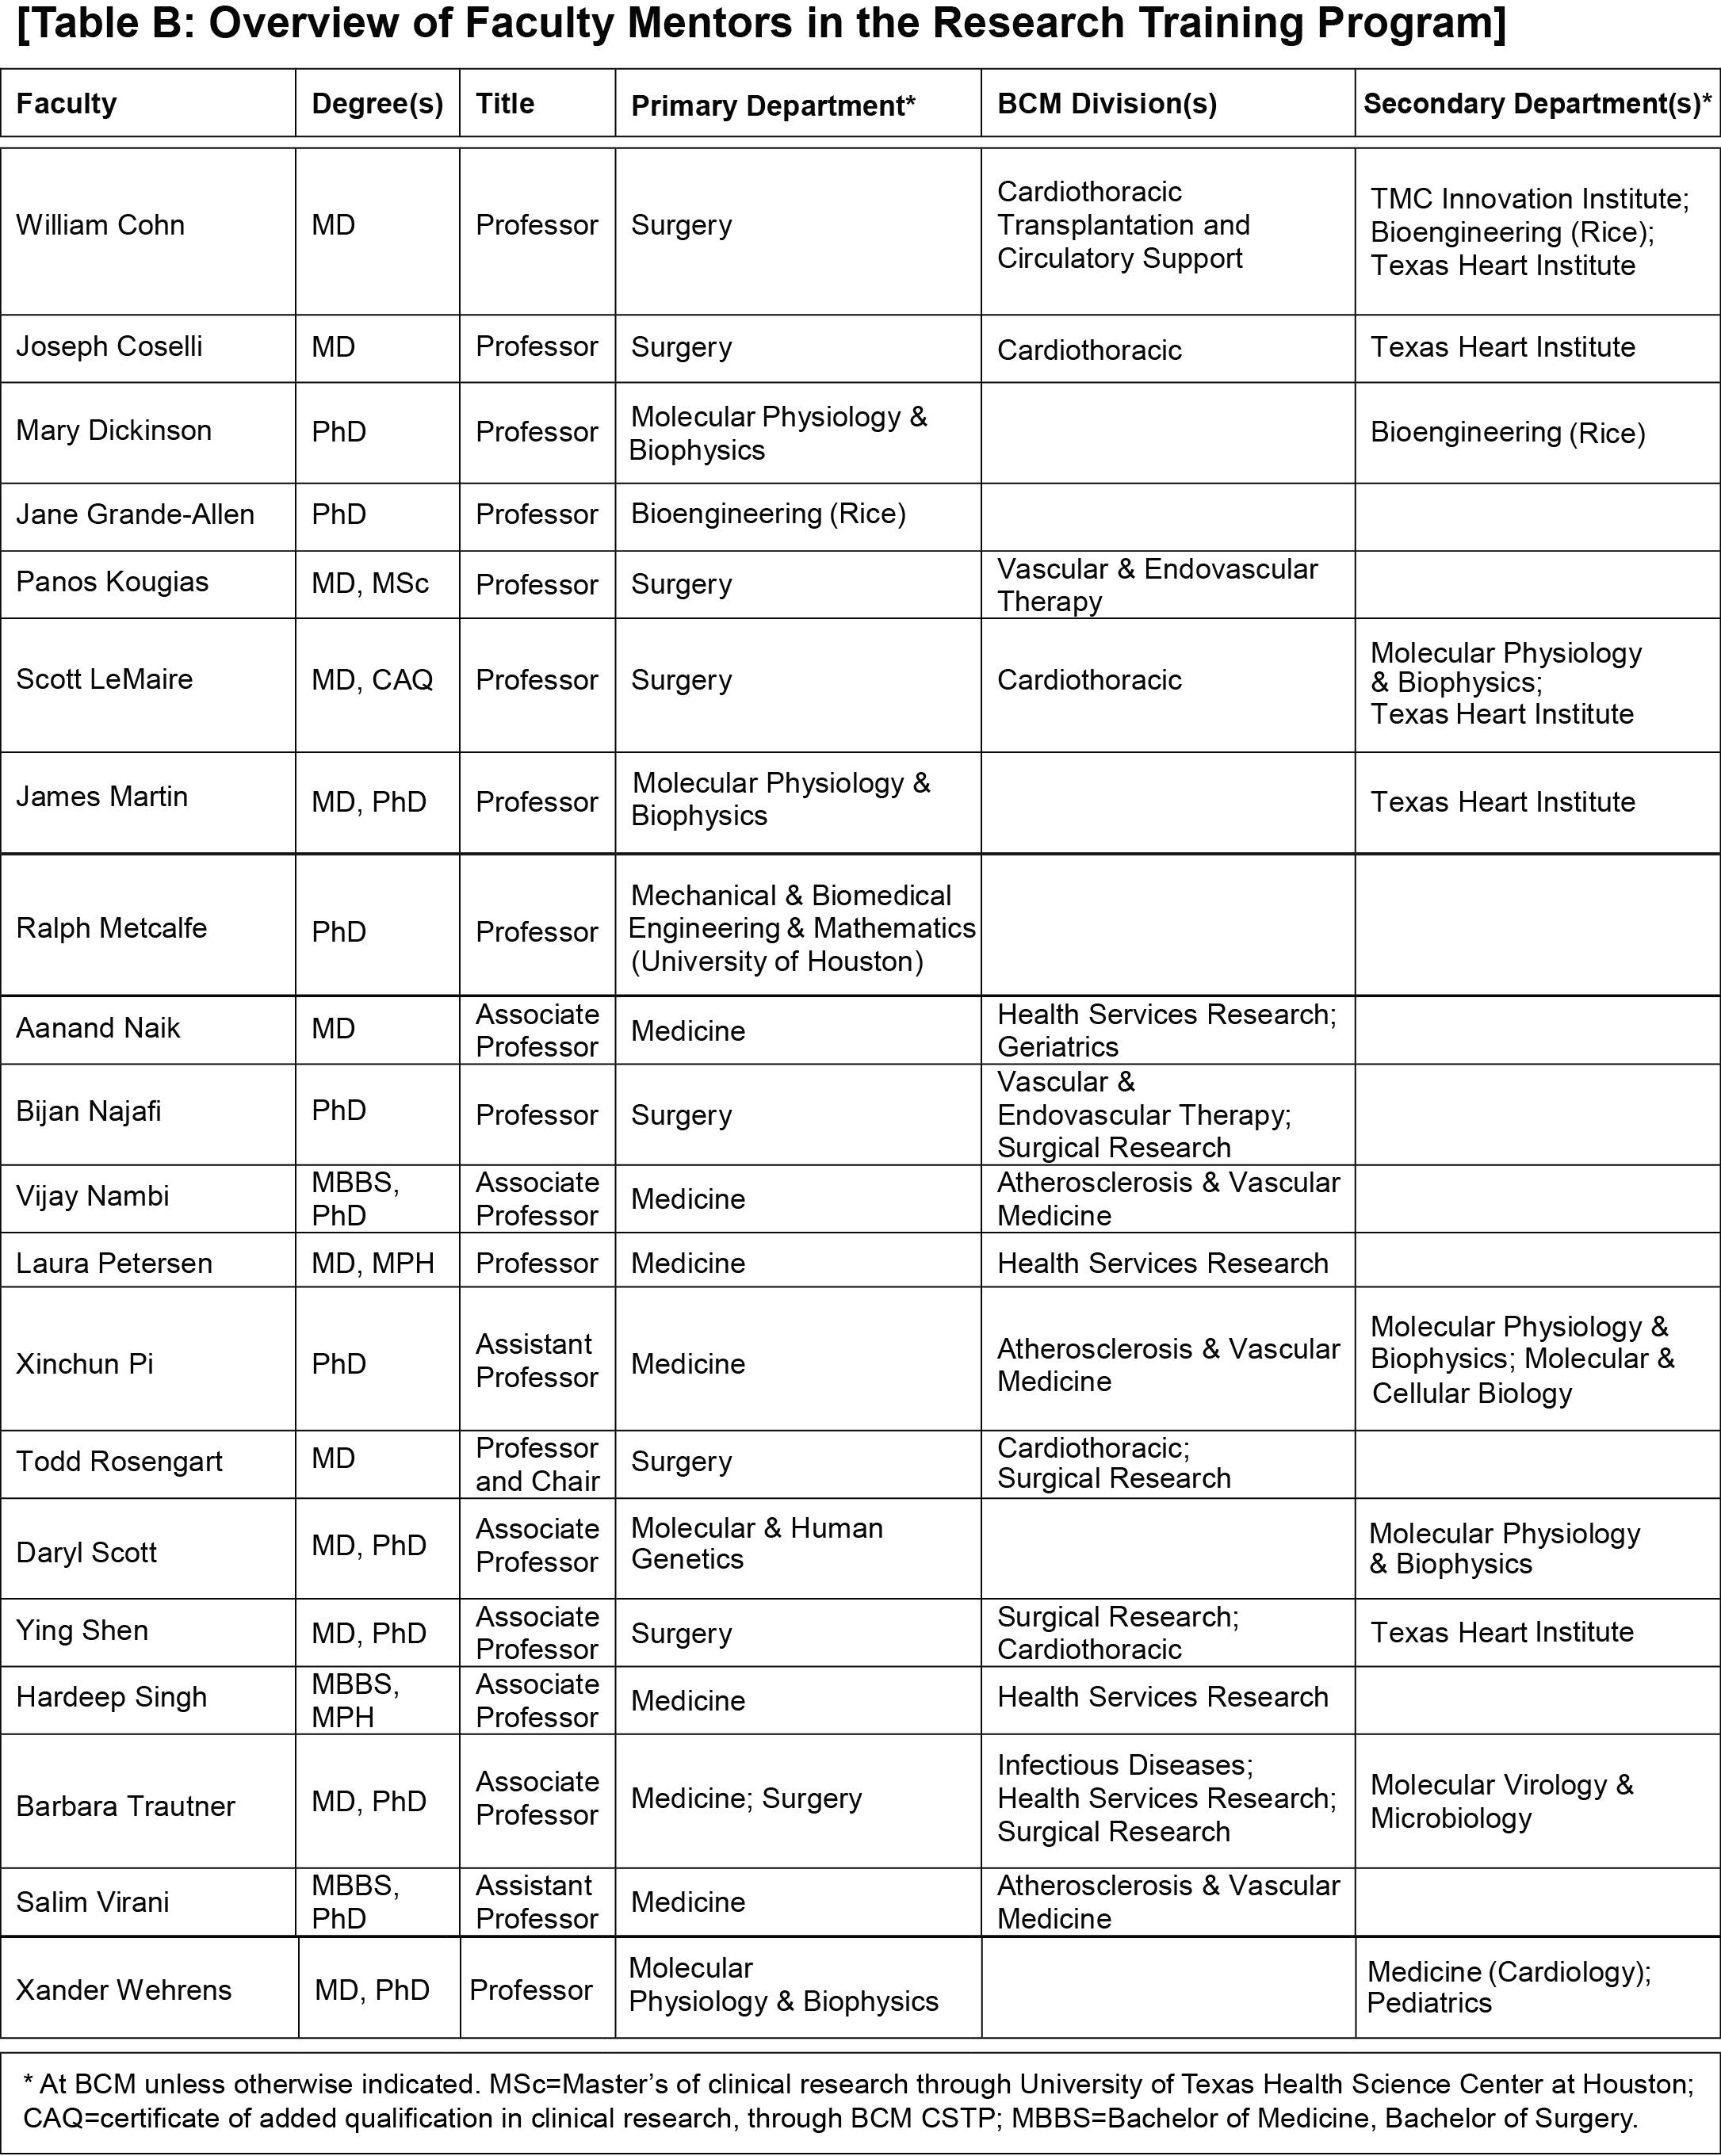 [Table B: Overview of Faculty Mentors in the Research Training Program]
Faculty Degree(s) Title Primary Department* BCM Division(s) Secondary Department(s)*
William Cohn MD Professor Surgery
Cardiothoracic
Transplantation and
Circulatory Support
TMC Innovation Institute;
Bioengineering (Rice);
Texas Heart Institute
Joseph Coselli MD Professor Surgery Cardiothoracic Texas Heart Institute
Mary Dickinson PhD Professor
Molecular Physiology &
Biophysics
Bioengineering (Rice)
Jane Grande-Allen PhD Professor Bioengineering (Rice)
Panos Kougias MD, MSc Professor Surgery
Vascular & Endovascular
Therapy
Scott LeMaire MD, CAQ Professor Surgery Cardiothoracic
Molecular Physiology
& Biophysics;
Texas Heart Institute
James Martin MD, PhD Professor
Molecular Physiology &
Biophysics
Texas Heart Institute
Ralph Metcalfe PhD Professor
Mechanical & Biomedical
Engineering & Mathematics
(University of Houston)
Aanand Naik MD
Associate
Professor
Medicine
Health Services Research;
Geriatrics
Bijan Najafi PhD Professor Surgery
Vascular &
Endovascular Therapy;
Surgical Research
Vijay Nambi
MBBS,
PhD
Associate
Professor
Medicine
Atherosclerosis & Vascular
Medicine
Laura Petersen MD, MPH Professor Medicine Health Services Research
Xinchun Pi PhD
Assistant
Professor
Medicine
Atherosclerosis & Vascular
Medicine
Molecular Physiology &
Biophysics; Molecular &
Cellular Biology
Todd Rosengart MD
Professor
and Chair
Surgery
Cardiothoracic;
Surgical Research
Daryl Scott MD, PhD
Associate
Professor
Molecular & Human
Genetics
Molecular Physiology
& Biophysics
Ying Shen MD, PhD
Associate
Professor
Surgery
Surgical Research;
Cardiothoracic
Texas Heart Institute
Hardeep Singh
MBBS,
MPH
Associate
Professor
Medicine
Health Services Research
Barbara Trautner MD, PhD
Associate
Professor
Medicine; Surgery
Infectious Diseases;
Health Services Research;
Surgical Research
Molecular Virology &
Microbiology
Salim Virani
MBBS,
PhD
Assistant
Professor
Medicine
Atherosclerosis & Vascular
Medicine
Xander Wehrens MD, PhD Professor
Molecular
Physiology & Biophysics
Medicine (Cardiology);
Pediatrics
* At BCM unless otherwise indicated. MSc=Master’s of clinical research through University of Texas Health Science Center at Houston;
CAQ=certificate of added qualification in clinical research, through BCM CSTP; MBBS=Bachelor of Medicine, Bachelor of Surgery.